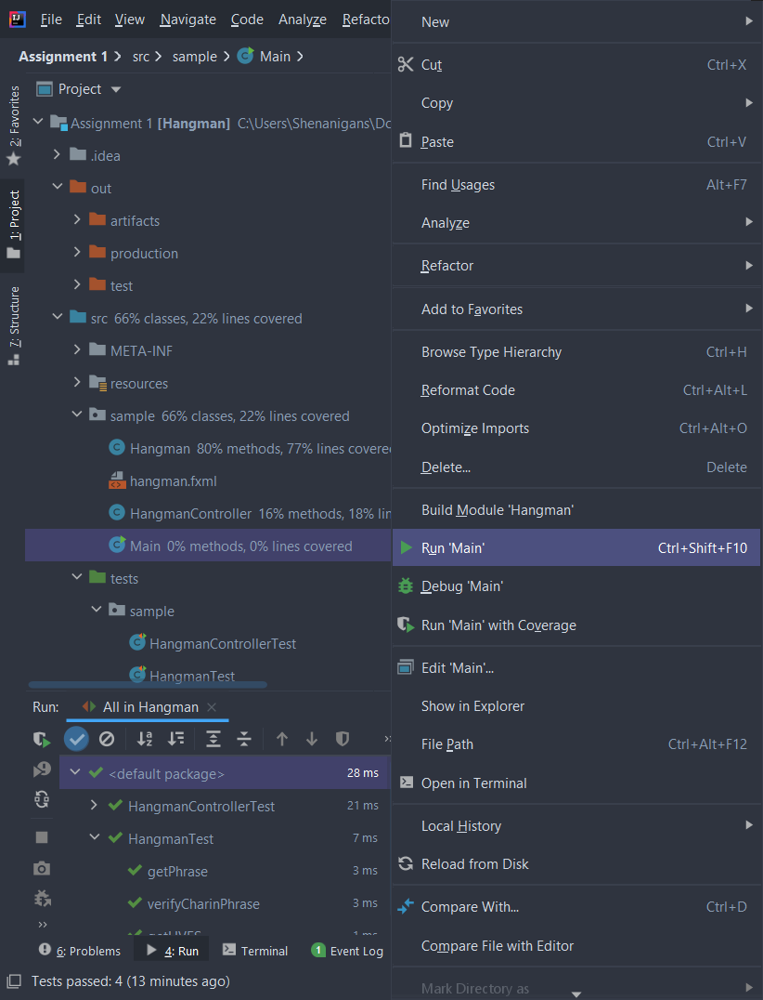 File Edit View Navigate Code Analyze Refacto
Assignment 1 src sample Main
Project
Assignment 1 [Hangman] C:\Users\Shenanigans\Do
.idea
out
artifacts
production
test
src 66% classes, 22% lines covered
META-INF
resources
sample 66% classes, 22% lines covered
Hangman 80% methods, 77% lines covered
hangman.fxml
HangmanController 16% methods, 18% lin
Main 0% methods, 0% lines covered
tests
sample
HangmanControllerTest
HangmanTest
2: Favorites
1: Project
7: Structure
Run: All in Hangman
<default package> 28 ms
HangmanControllerTest 21 ms
HangmanTest 7 ms
getPhrase 3 ms
verifyCharinPhrase 3 ms
6: Problems 4: Run Terminal 1 Event Log
Tests passed: 4 (13 minutes ago)
New
Cut Ctrl+X
Copy
Paste Ctrl+V
Find Usages Alt+F7
Analyze
Refactor
Add to Favorites
Browse Type Hierarchy Ctrl+H
Reformat Code Ctrl+Alt+L
Optimize Imports Ctrl+Alt+O
Delete... Delete
Build Module 'Hangman'
Run 'Main' Ctrl+Shift+F10
Debug 'Main'
Run 'Main' with Coverage
Edit 'Main'...
Show in Explorer
File Path Ctrl+Alt+F12
Open in Terminal
Local History
Reload from Disk
Compare With... Ctrl+D
Compare File with Editor
Mark Directory as